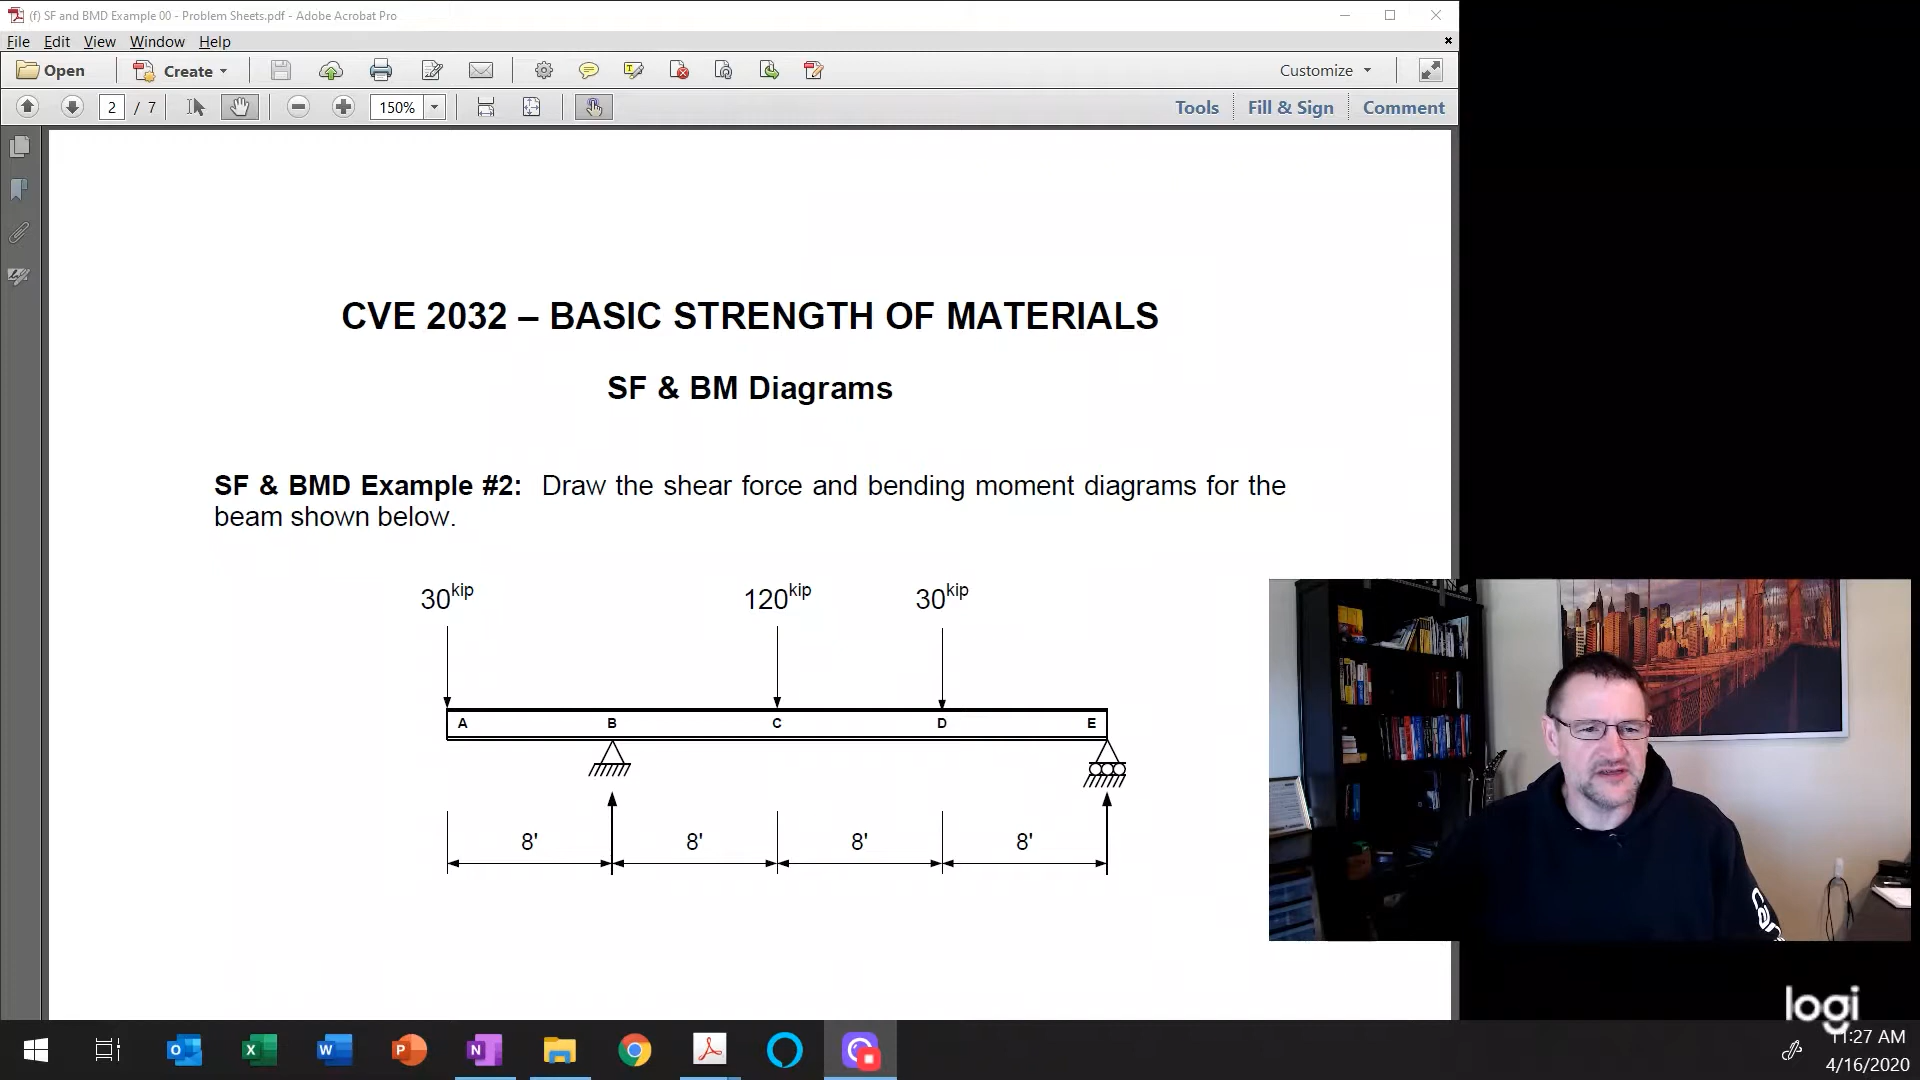 (f) SF and BMD Example 00 - Problem Sheets.pdf - Adobe Acrobat Pro
File Edit View Window Help
Open Create Customize
2 / 7 150% Tools Fill & Sign Comment
CVE 2032 – BASIC STRENGTH OF MATERIALS
SF & BM Diagrams
SF & BMD Example #2: Draw the shear force and bending moment diagrams for the
beam shown below.
30kip 120kip 30kip
A B C D E
8' 8' 8' 8'
logi
11:27 AM
4/16/2020